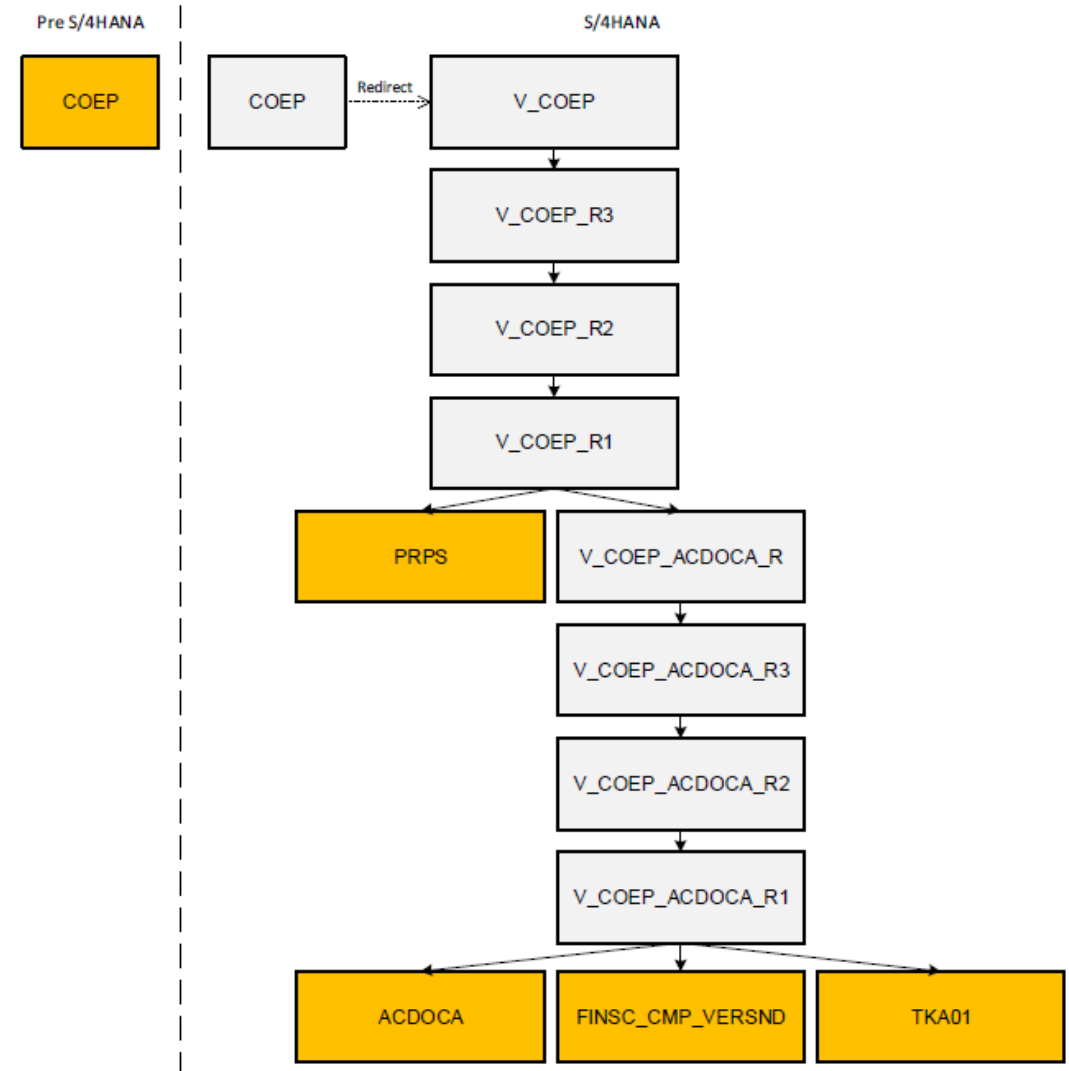 Pre S/4HANA
S/4HANA
COEP
COEP
Redirect
V_COEP
V_COEP_R3
V_COEP_R2
V_COEP_R1
PRPS
V_COEP_ACDOCA_R
V_COEP_ACDOCA_R3
V_COEP_ACDOCA_R2
V_COEP_ACDOCA_R1
ACDOCA
FINSC_CMP_VERSND
TKA01